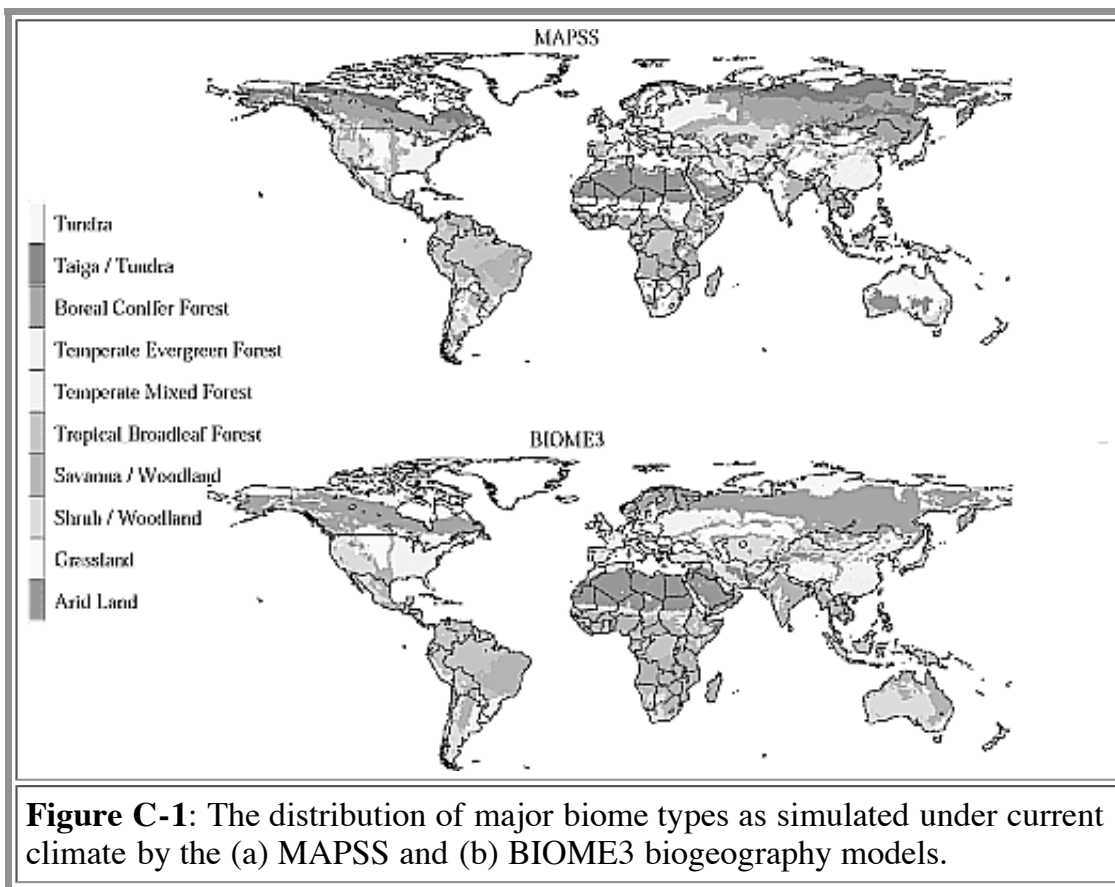 MAPSS
Tundra
Taiga / Tundra
Boreal Conifer Forest
Temperate Evergreen Forest
Temperate Mixed Forest
Tropical Broadleaf Forest
Savanna / Woodland
Shrub / Woodland
Grassland
Arid Land
BIOME3
Figure C-1: The distribution of major biome types as simulated under current
climate by the (a) MAPSS and (b) BIOME3 biogeography models.